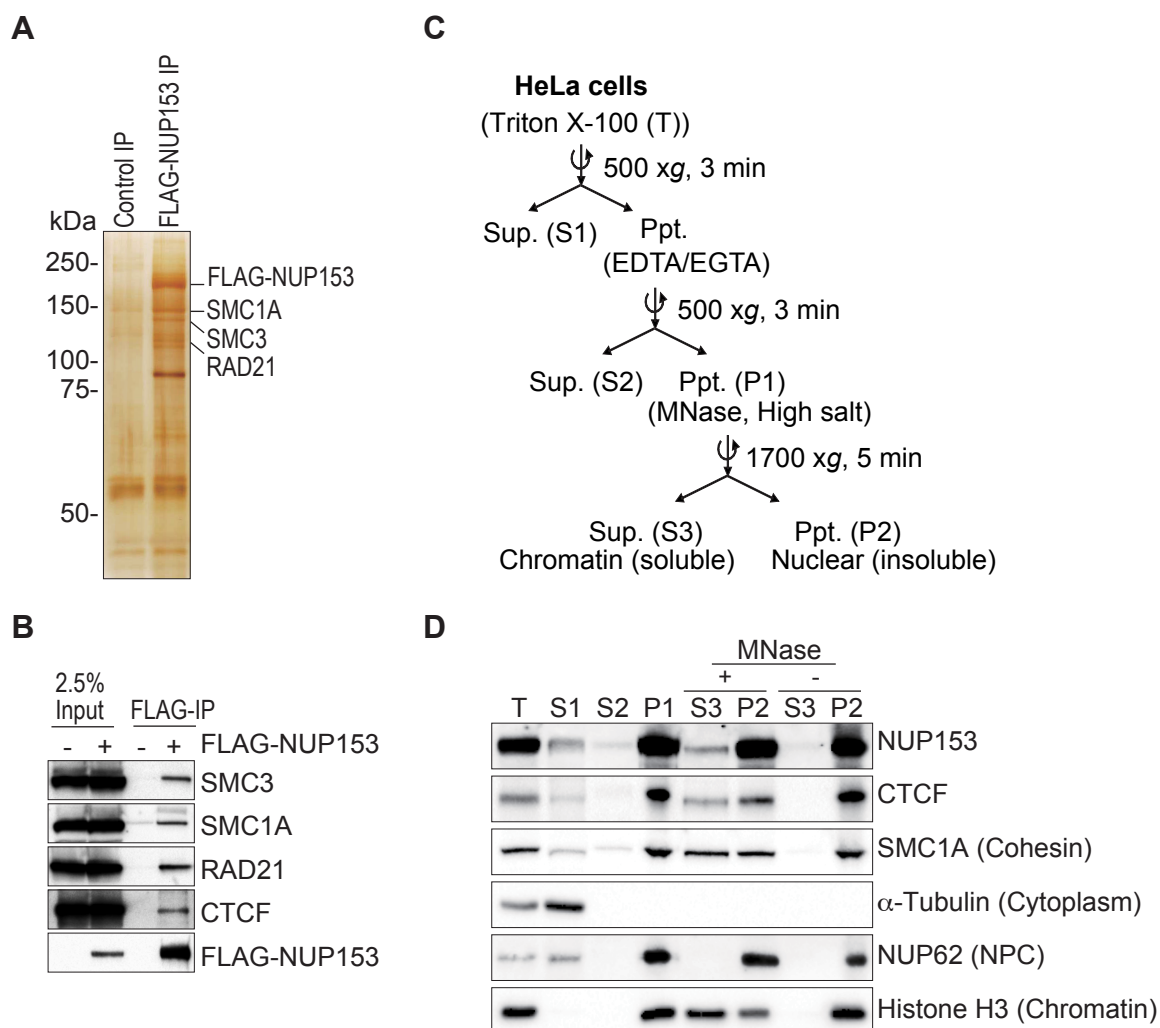 A
Control IP
FLAG-NUP153 IP
kDa
250-
150-
100-
75-
50-
FLAG-NUP153
SMC1A
SMC3
RAD21
B
2.5%
Input FLAG-IP
- + - + FLAG-NUP153
SMC3
SMC1A
RAD21
CTCF
FLAG-NUP153
C
HeLa cells
(Triton X-100 (T))
500 xg, 3 min
Sup. (S1) Ppt.
(EDTA/EGTA)
500 xg, 3 min
Sup. (S2) Ppt. (P1)
(MNase, High salt)
1700 xg, 5 min
Sup. (S3) Ppt. (P2)
Chromatin (soluble) Nuclear (insoluble)
D
MNase
+ -
T S1 S2 P1 S3 P2 S3 P2
NUP153
CTCF
SMC1A (Cohesin)
α-Tubulin (Cytoplasm)
NUP62 (NPC)
Histone H3 (Chromatin)